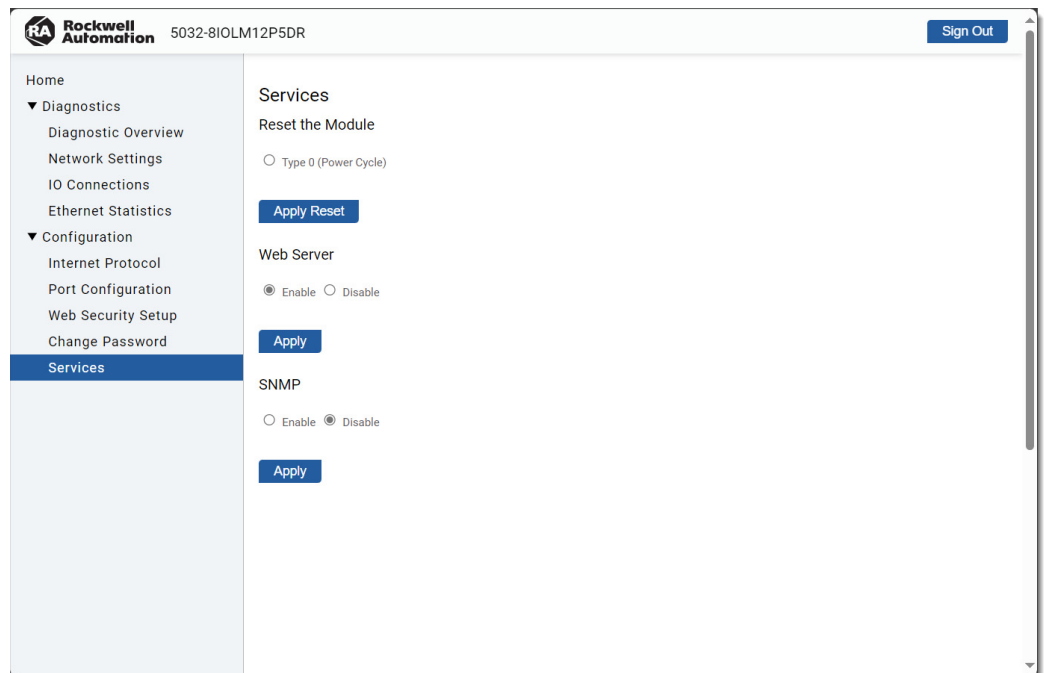 RA Rockwell Automation 5032-8IOLM12P5DR Sign Out
Home
▼ Diagnostics
Diagnostic Overview
Network Settings
IO Connections
Ethernet Statistics
▼ Configuration
Internet Protocol
Port Configuration
Web Security Setup
Change Password
Services
Services
Reset the Module
Type 0 (Power Cycle)
Apply Reset
Web Server
Enable Disable
Apply
SNMP
Enable Disable
Apply